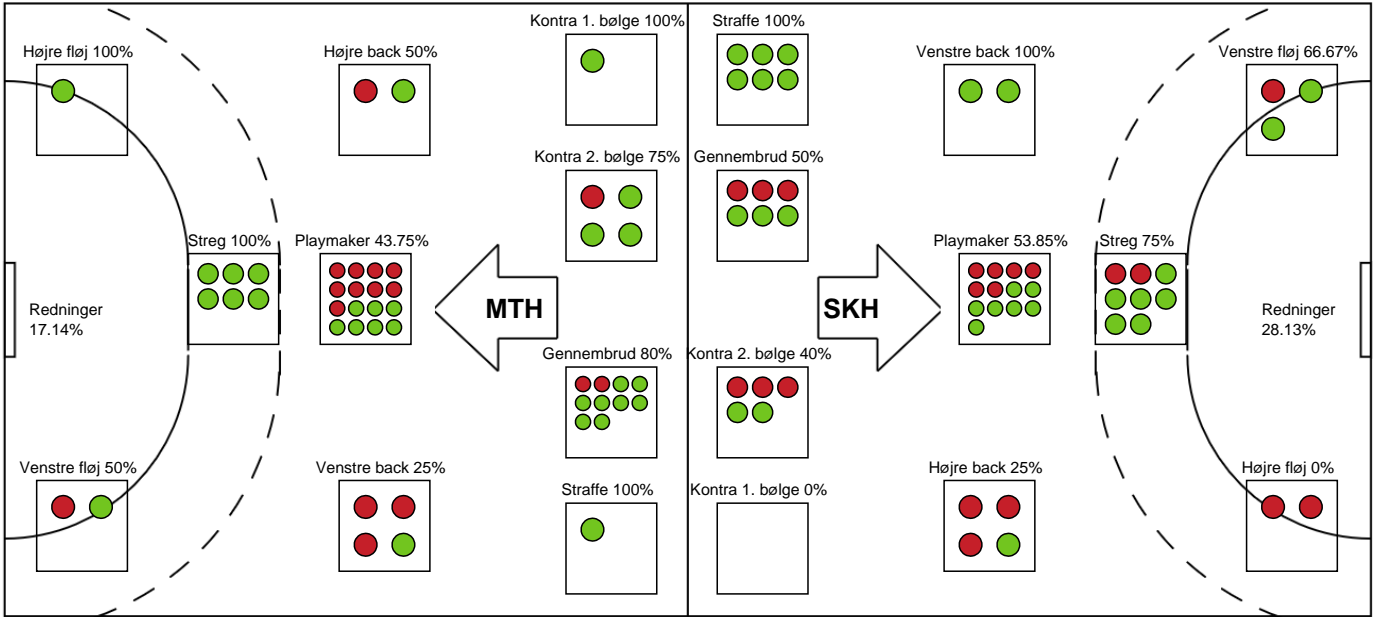 Kontra 1. bølge 100%
Straffe 100%
Højre fløj 100%
Højre back 50%
Venstre back 100%
Venstre fløj 66.67%
Kontra 2. bølge 75%
Gennembrud 50%
Streg 100%
Playmaker 43.75%
Playmaker 53.85%
Streg 75%
Redninger
17.14%
MTH
SKH
Redninger
28.13%
Gennembrud 80%
Kontra 2. bølge 40%
Venstre fløj 50%
Venstre back 25%
Højre back 25%
Højre fløj 0%
Straffe 100%
Kontra 1. bølge 0%